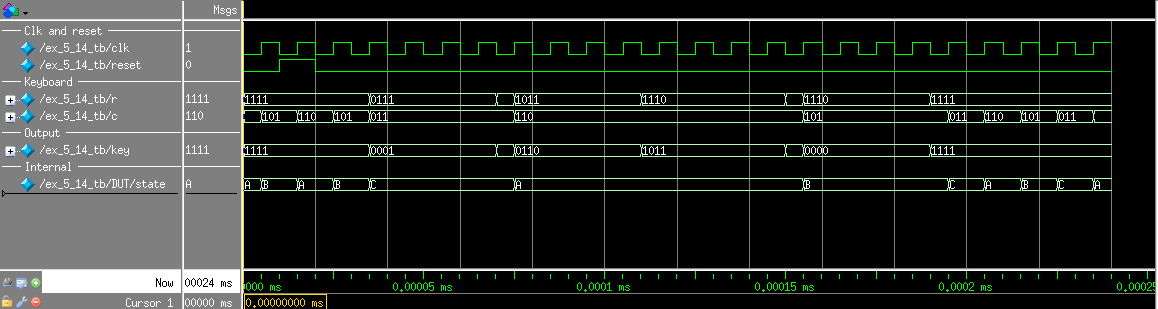 Msgs
Clk and reset
/ex_5_14_tb/clk 1
/ex_5_14_tb/reset 0
Keyboard
/ex_5_14_tb/r 1111 1111 0111 1011 1110 1110 1111
/ex_5_14_tb/c 110 101 110 101 011 110 101 011 110 101 011
Output
/ex_5_14_tb/key 1111 1111 0001 0110 1011 0000 1111
Internal
/ex_5_14_tb/DUT/state A A B A B C A B C A B C A
Now 00024 ms 000 ms 0.00005 ms 0.0001 ms 0.00015 ms 0.0002 ms 0.00025
Cursor 1 00000 ms 0.00000000 ms